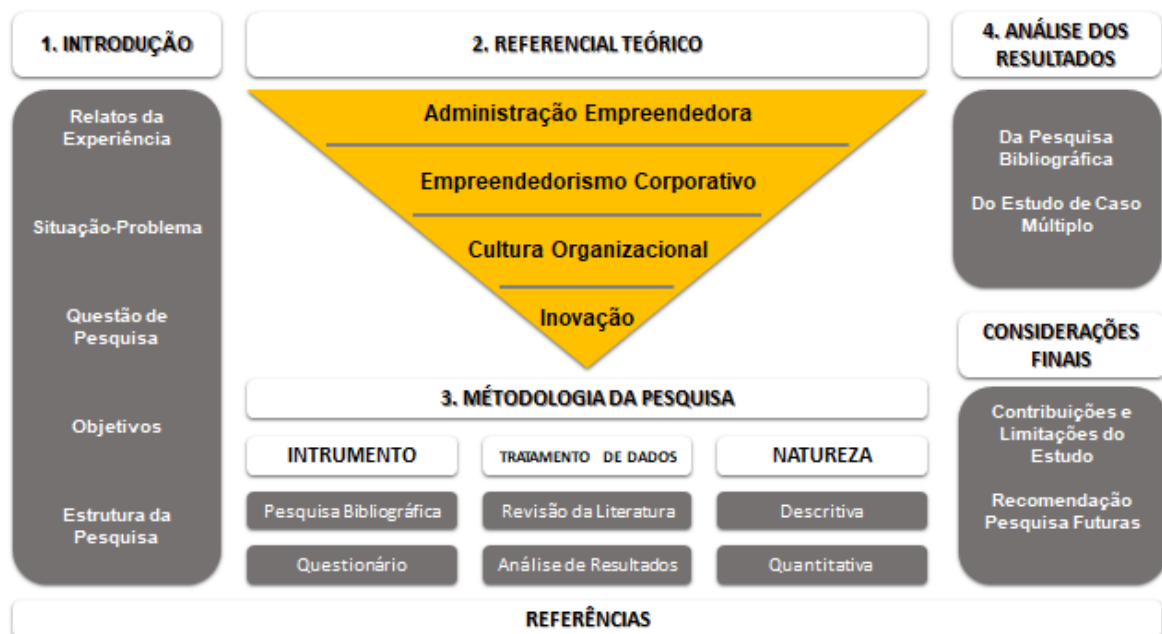 1. INTRODUÇÃO
Relatos da
Experiência
Situação-Problema
Questão de
Pesquisa
Objetivos
Estrutura da
Pesquisa
2. REFERENCIAL TEÓRICO
Administração Empreendedora
Empreendedorismo Corporativo
Cultura Organizacional
Inovação
3. MÉTODOLOGIA DA PESQUISA
INTRUMENTO
Pesquisa Bibliográfica
Questionário
TRATAMENTO DE DADOS
Revisão da Literatura
Análise de Resultados
NATUREZA
Descritiva
Quantitativa
4. ANÁLISE DOS
RESULTADOS
Da Pesquisa
Bibliográfica
Do Estudo de Caso
Múltiplo
CONSIDERAÇÕES
FINAIS
Contribuições e
Limitações do
Estudo
Recomendação
Pesquisa Futuras
REFERÊNCIAS